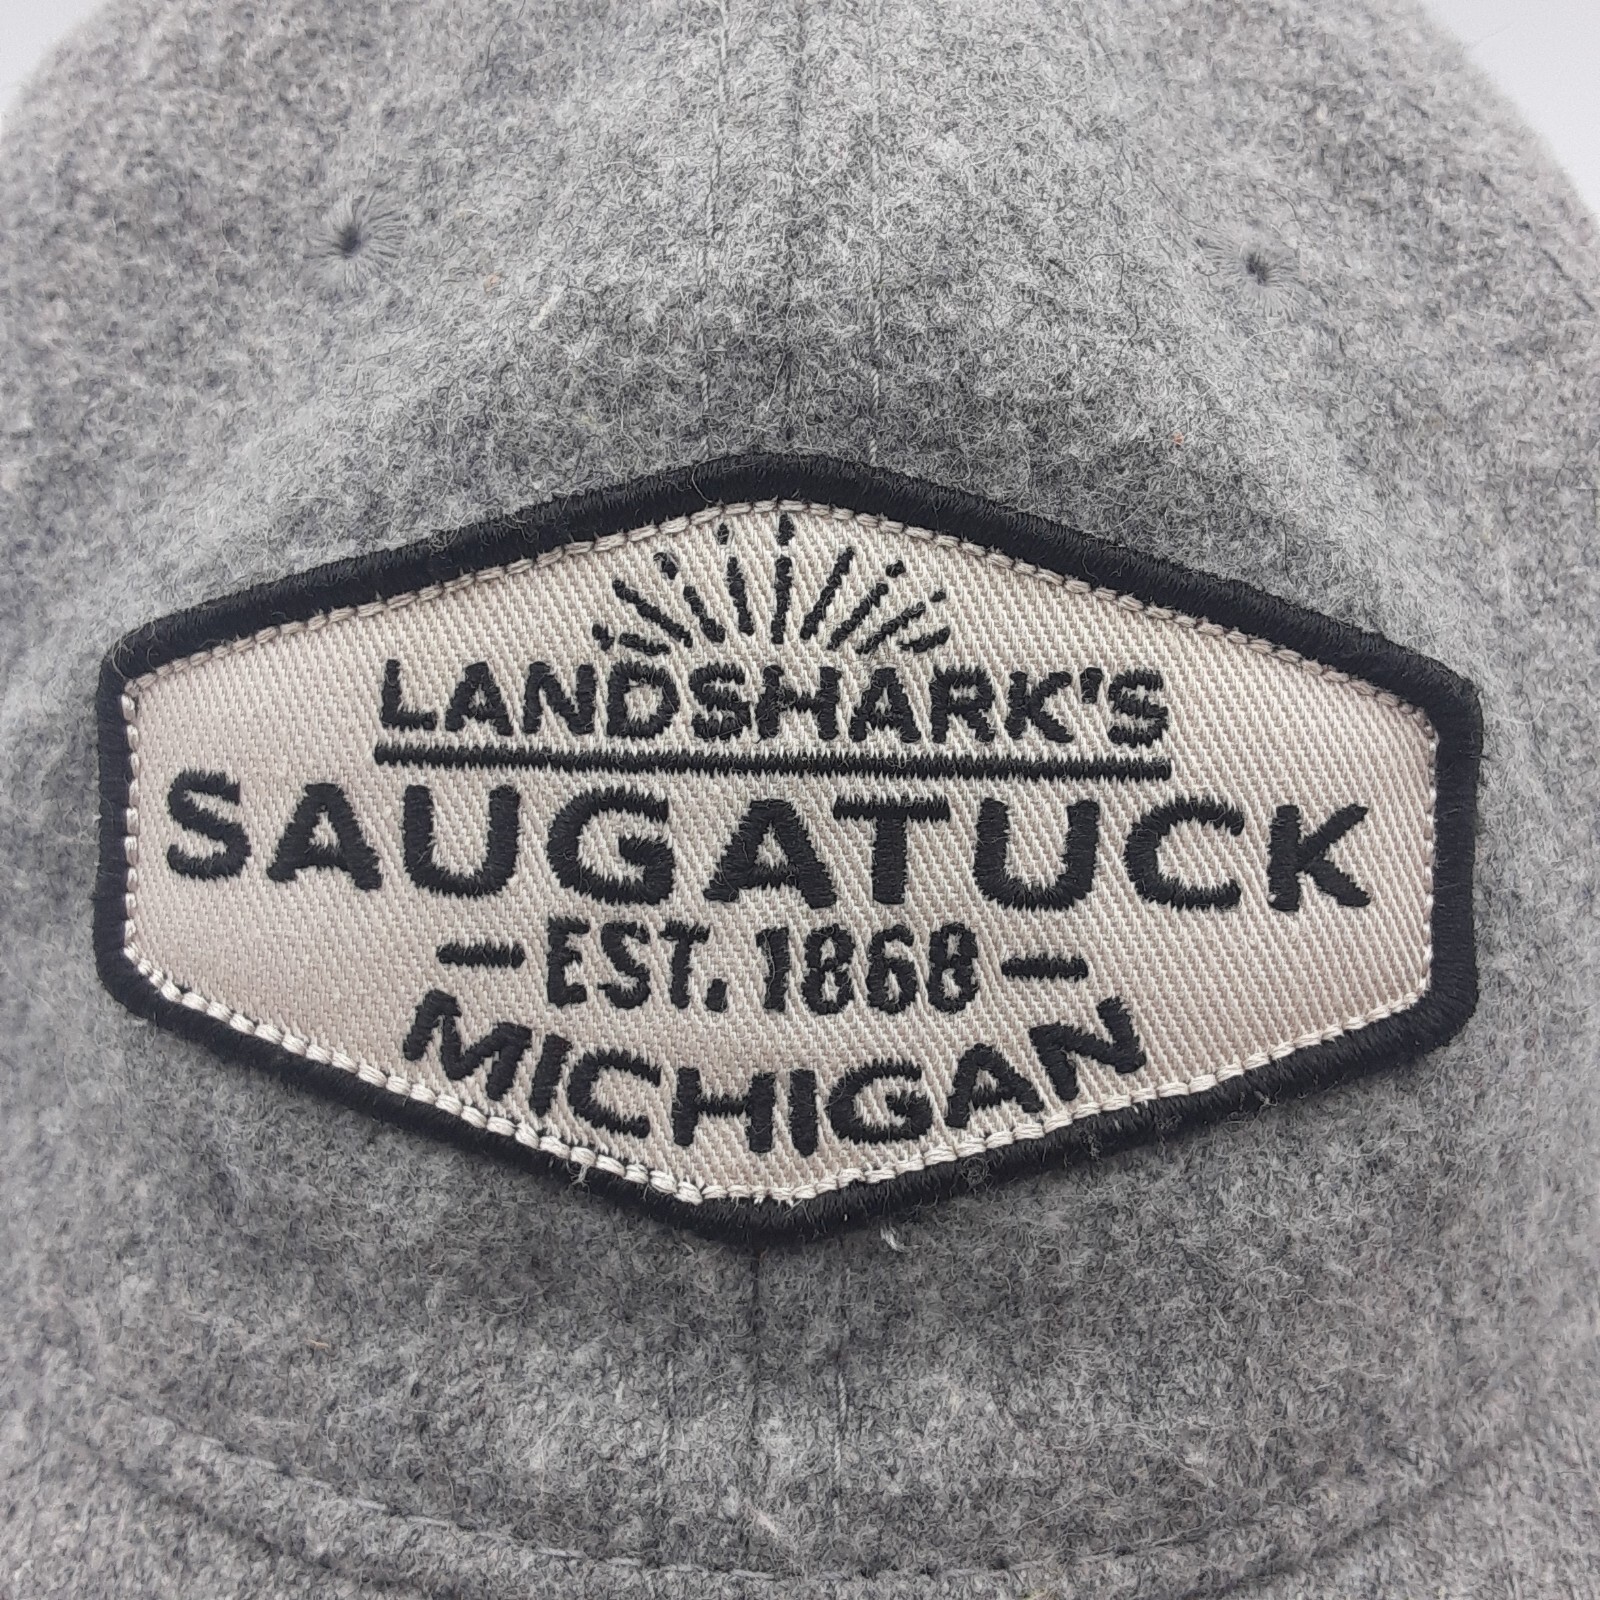 LANDSHARK'S
SAUGATUCK
-EST. 1868-
MICHIGAN